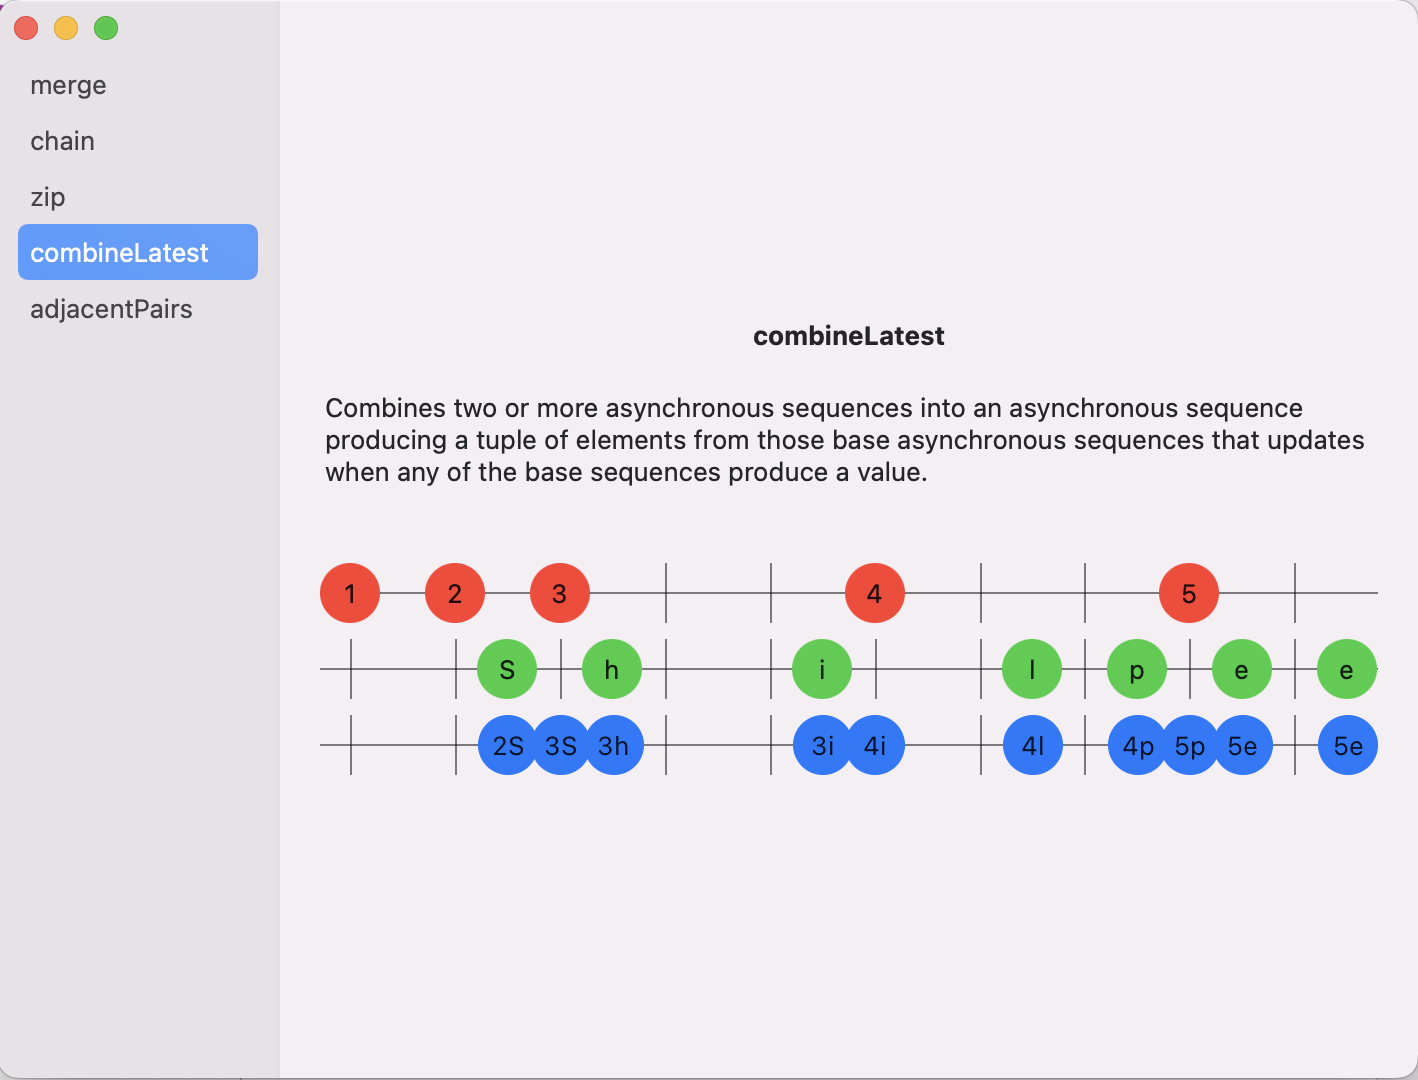 merge
chain
zip
combineLatest
adjacentPairs
combineLatest
Combines two or more asynchronous sequences into an asynchronous sequence
producing a tuple of elements from those base asynchronous sequences that updates
when any of the base sequences produce a value.
1 2 3 4 5
S h i l p e e
2S 3S 3h 3i 4i 4l 4p 5p 5e 5e